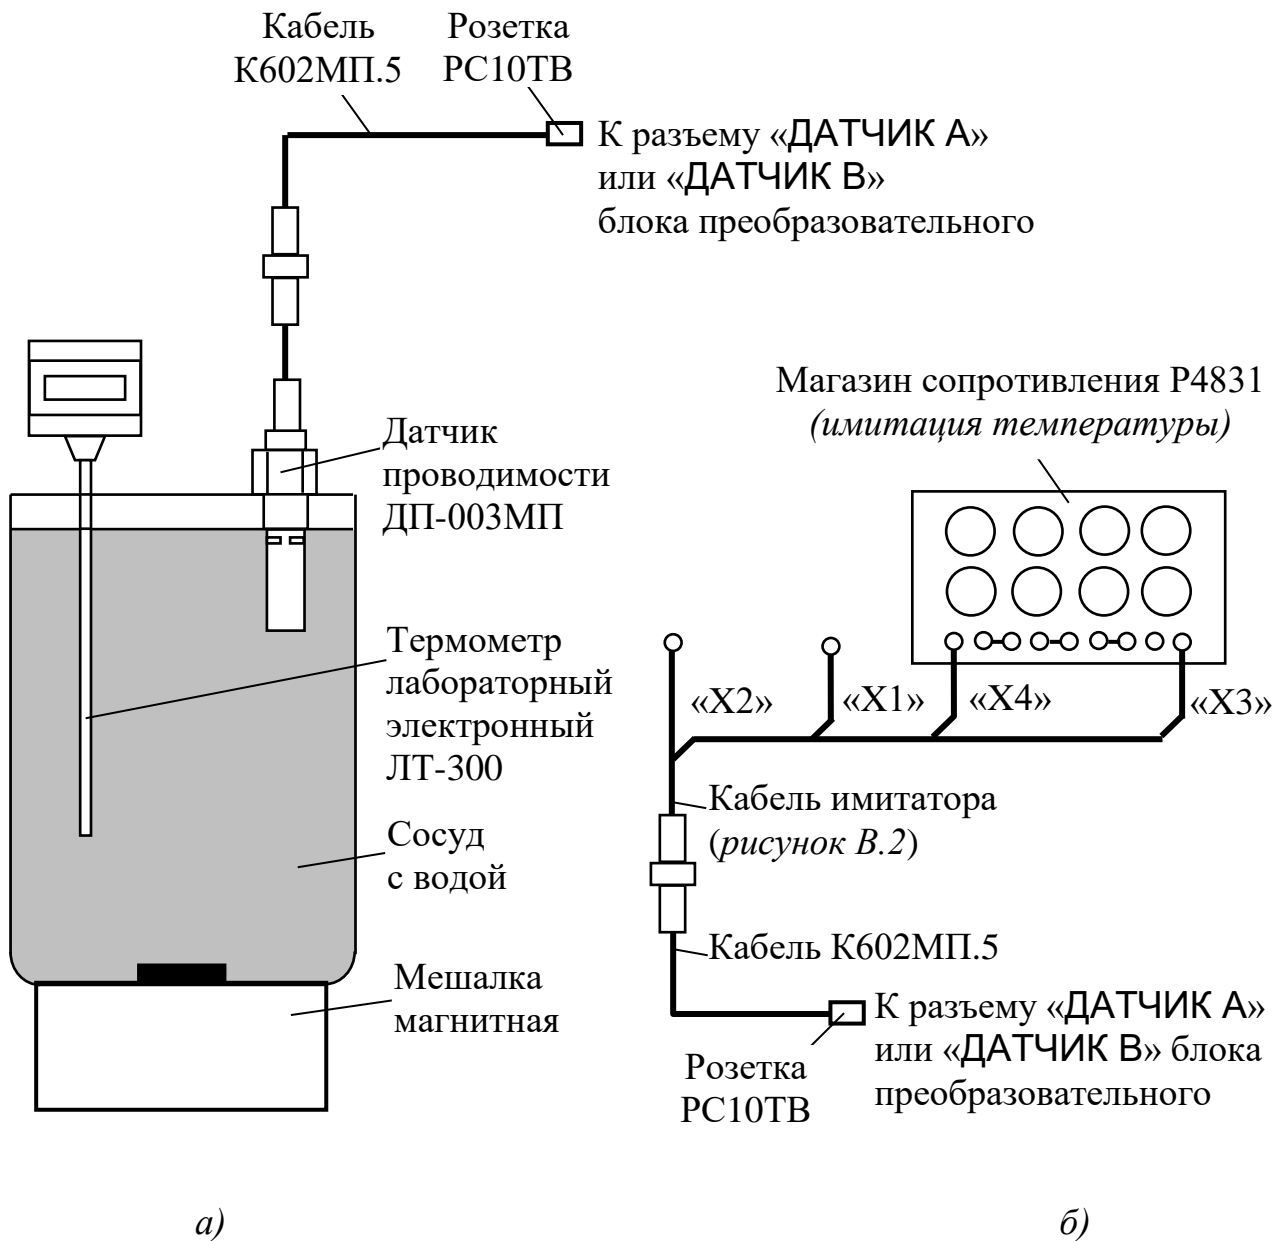 Кабель
К602МП.5
Розетка
РС10ТВ
К разъему «ДАТЧИК А»
или «ДАТЧИК В»
блока преобразовательного
Датчик
проводимости
ДП-003МП
Термометр
лабораторный
электронный
ЛТ-300
Сосуд
с водой
Мешалка
магнитная
а)
Магазин сопротивления Р4831
(имитация температуры)
«Х2»
«Х1»
«Х4»
«Х3»
Кабель имитатора
(рисунок В.2)
Кабель К602МП.5
К разъему «ДАТЧИК А»
или «ДАТЧИК В» блока
преобразовательного
Розетка
РС10ТВ
б)